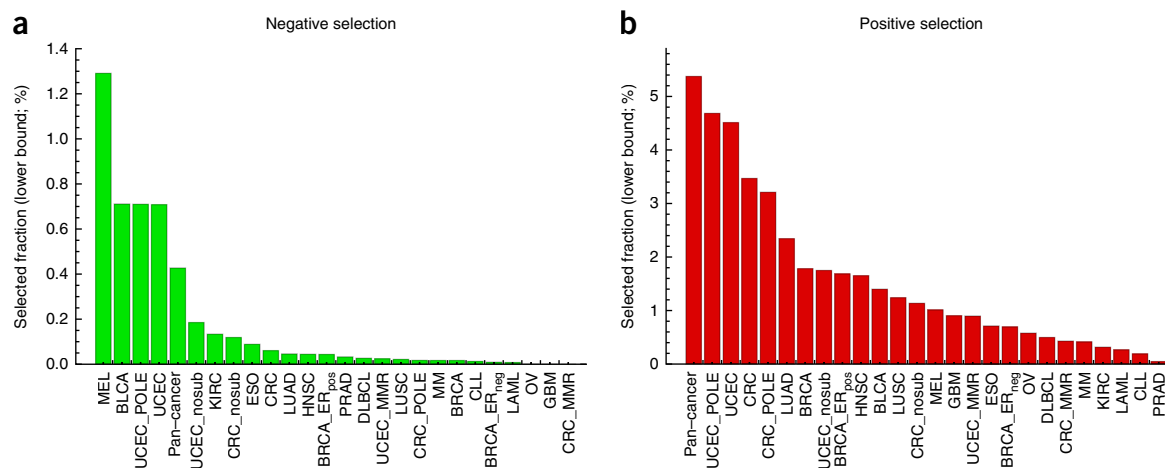 a
Negative selection
Selected fraction (lower bound; %)
1.4
1.2
1.0
0.8
0.6
0.4
0.2
0.0
MEL
BLCA
UCEC_POLE
UCEC
Pan–cancer
UCEC_nosub
KIRC
CRC_nosub
ESO
CRC
LUAD
HNSC
BRCA_ERpos
PRAD
DLBCL
UCEC_MMR
LUSC
CRC_POLE
MM
BRCA
CLL
BRCA_ERneg
LAML
OV
GBM
CRC_MMR
b
Positive selection
Selected fraction (lower bound; %)
5
4
3
2
1
0
Pan–cancer
UCEC_POLE
UCEC
CRC
CRC_POLE
LUAD
BRCA
UCEC_nosub
BRCA_ERpos
HNSC
BLCA
LUSC
CRC_nosub
MEL
GBM
UCEC_MMR
ESO
BRCA_ERneg
OV
DLBCL
CRC_MMR
MM
KIRC
LAML
CLL
PRAD